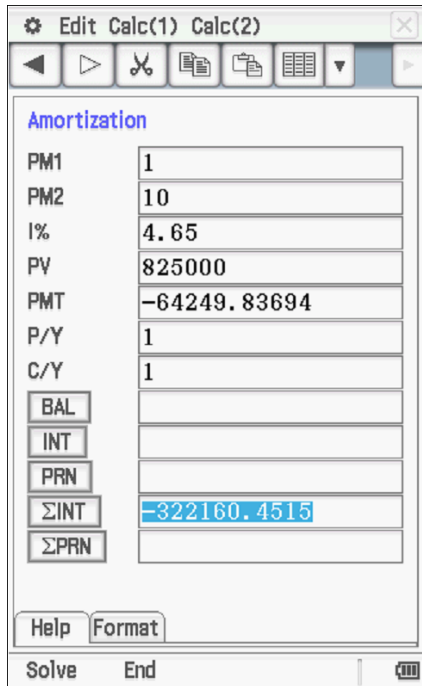 Edit Calc(1) Calc(2)
Amortization
PM1 1
PM2 10
I% 4.65
PV 825000
PMT -64249.83694
P/Y 1
C/Y 1
BAL
INT
PRN
ΣINT -322160.4515
ΣPRN
Help Format
Solve End